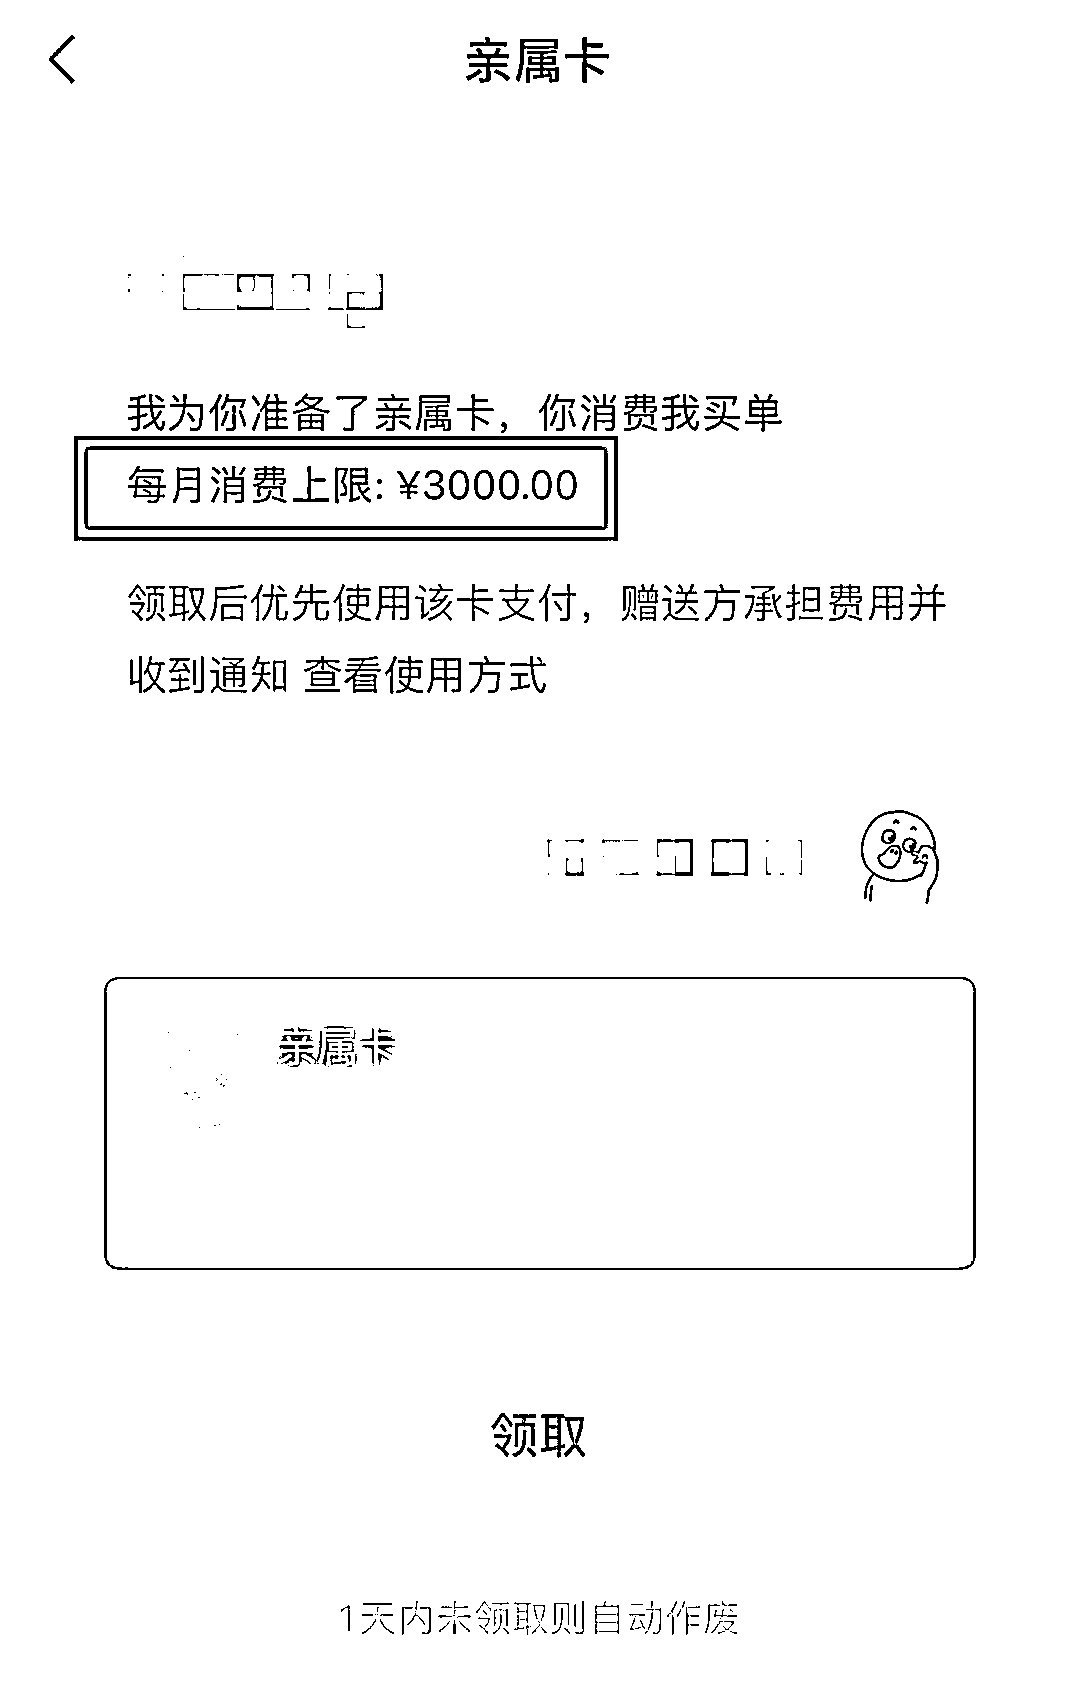 亲属卡
我为你准备了亲属卡，你消费我买单
每月消费上限: ¥3000.00
领取后优先使用该卡支付，赠送方承担费用并
收到通知 查看使用方式
亲属卡
领取
1天内未领取则自动作废